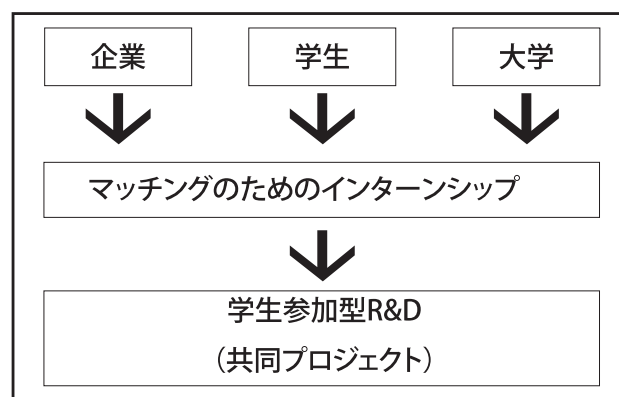 企業
学生
大学
マッチングのためのインターンシップ
学生参加型R&D
（共同プロジェクト）